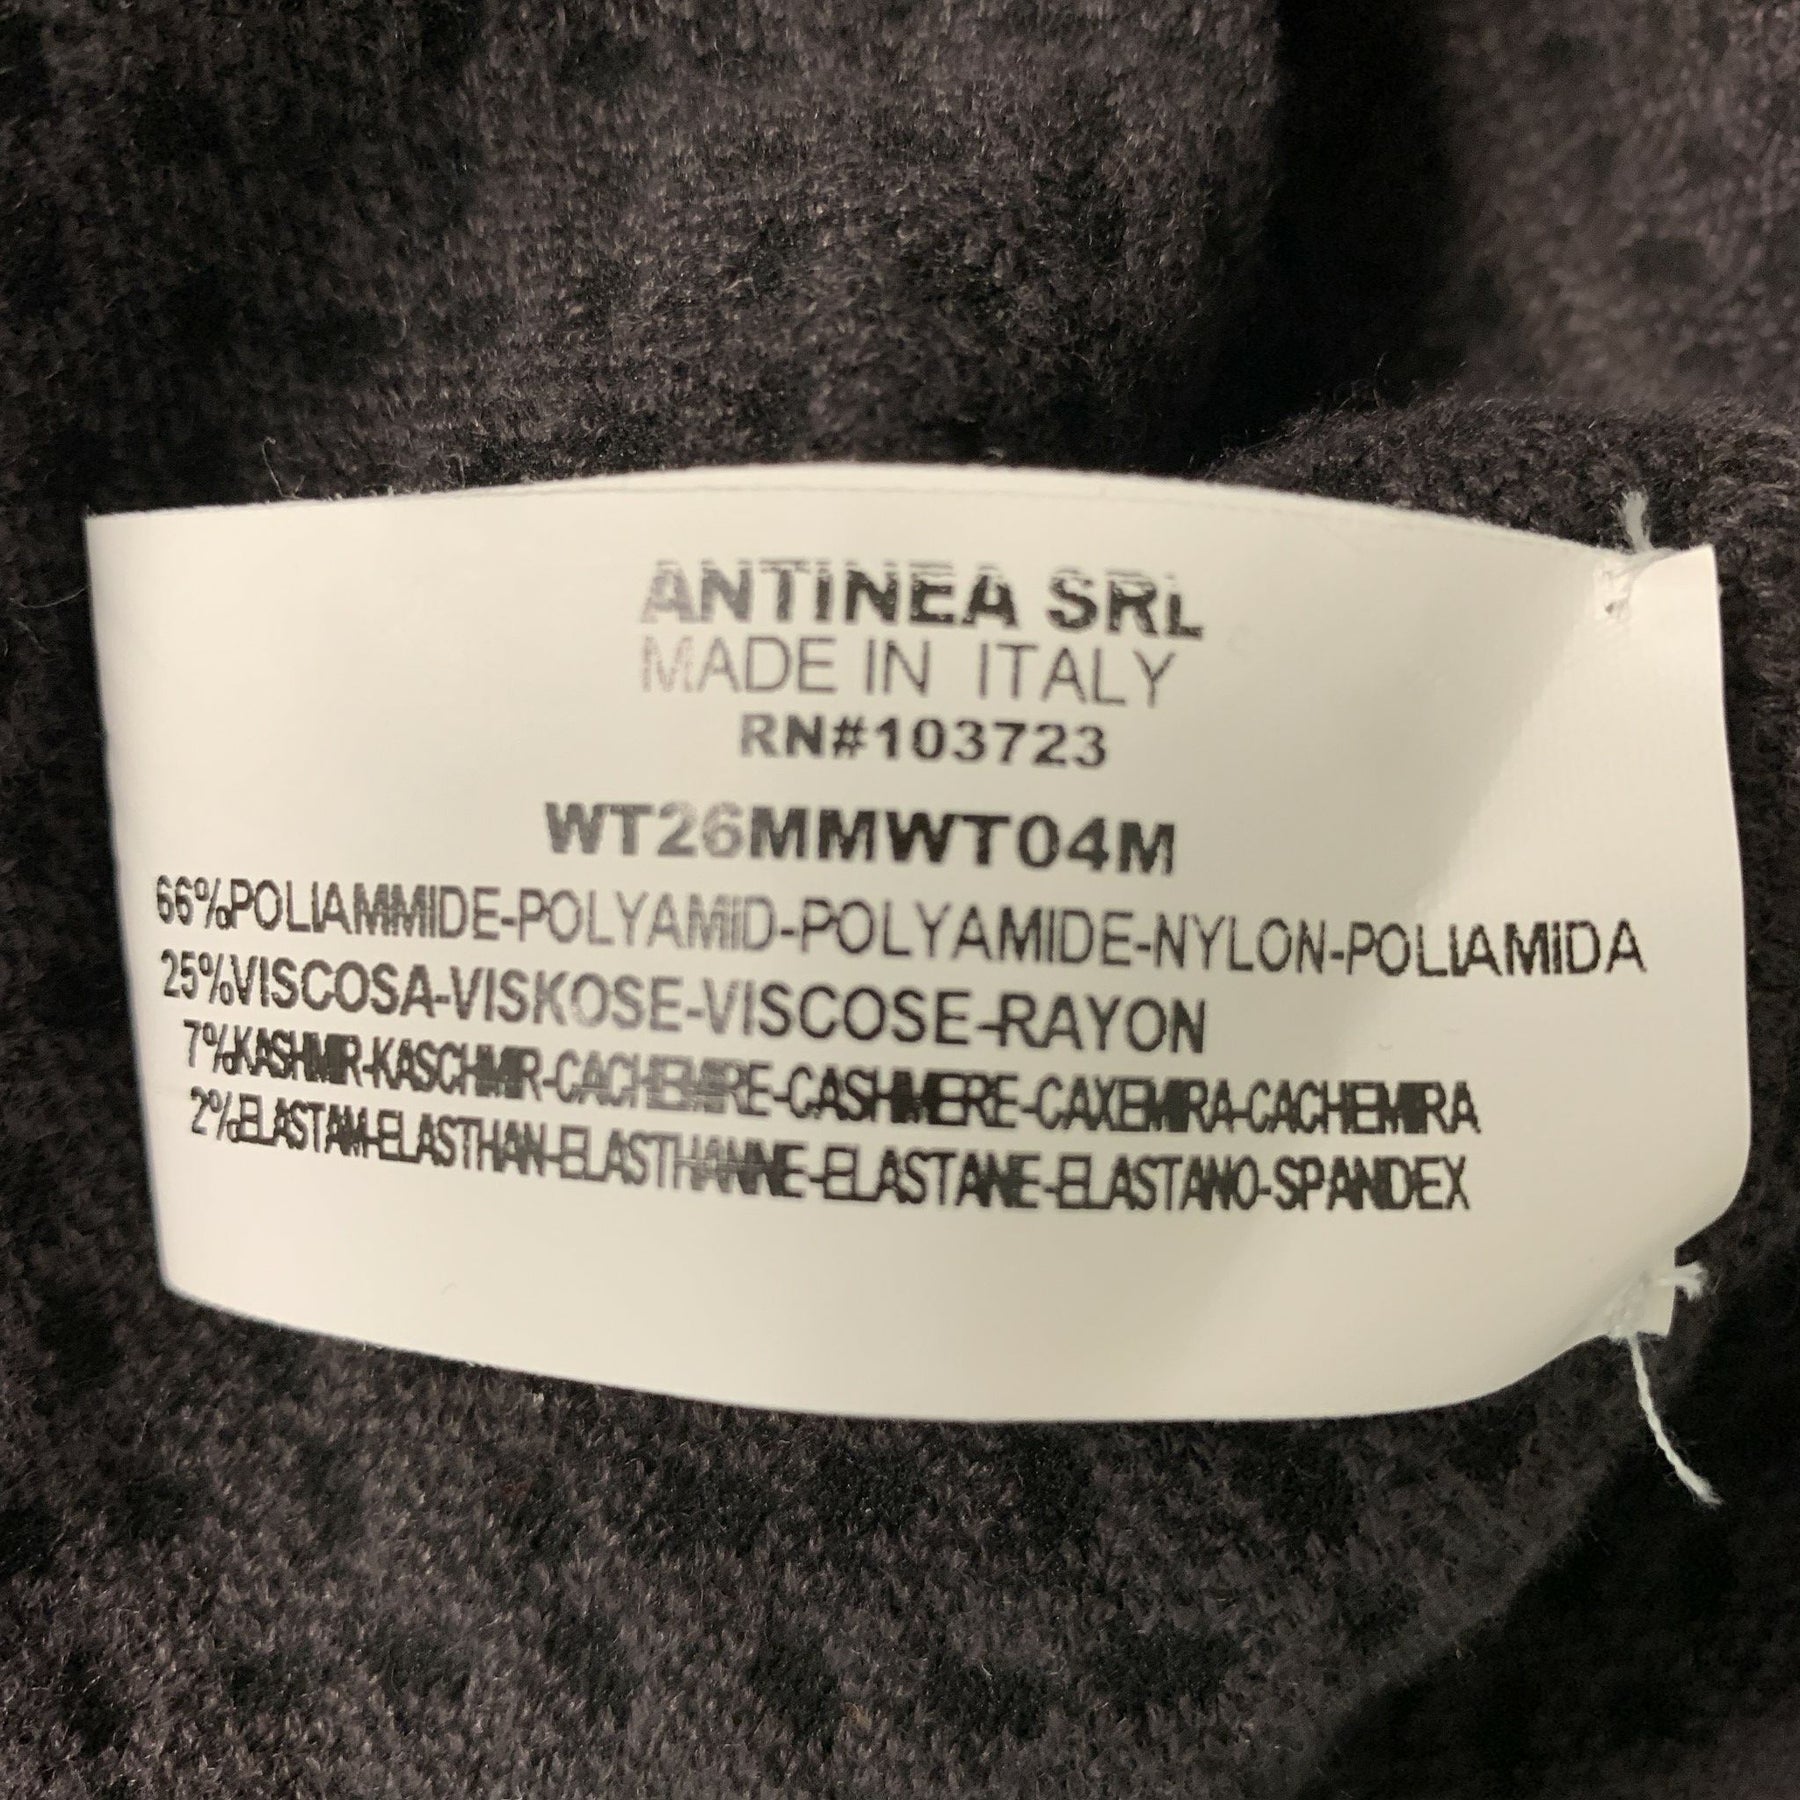 ANTINEA SRL
MADE IN ITALY
RN#103723
WT26MMWT04M
66%POLIAMMIDE-POLYAMID-POLYAMIDE-NYLON-POLIAMIDA
25%VISCOSA-VISKOSE-VISCOSE-RAYON
7%KASHMIR-KASCHMIR-CACHEMIRE-CASHMERE-CAXEMIRA-CACHEMIRA
2%ELASTAM-ELASTHAN-ELASTHANNE-ELASTANE-ELASTANO-SPANDEX